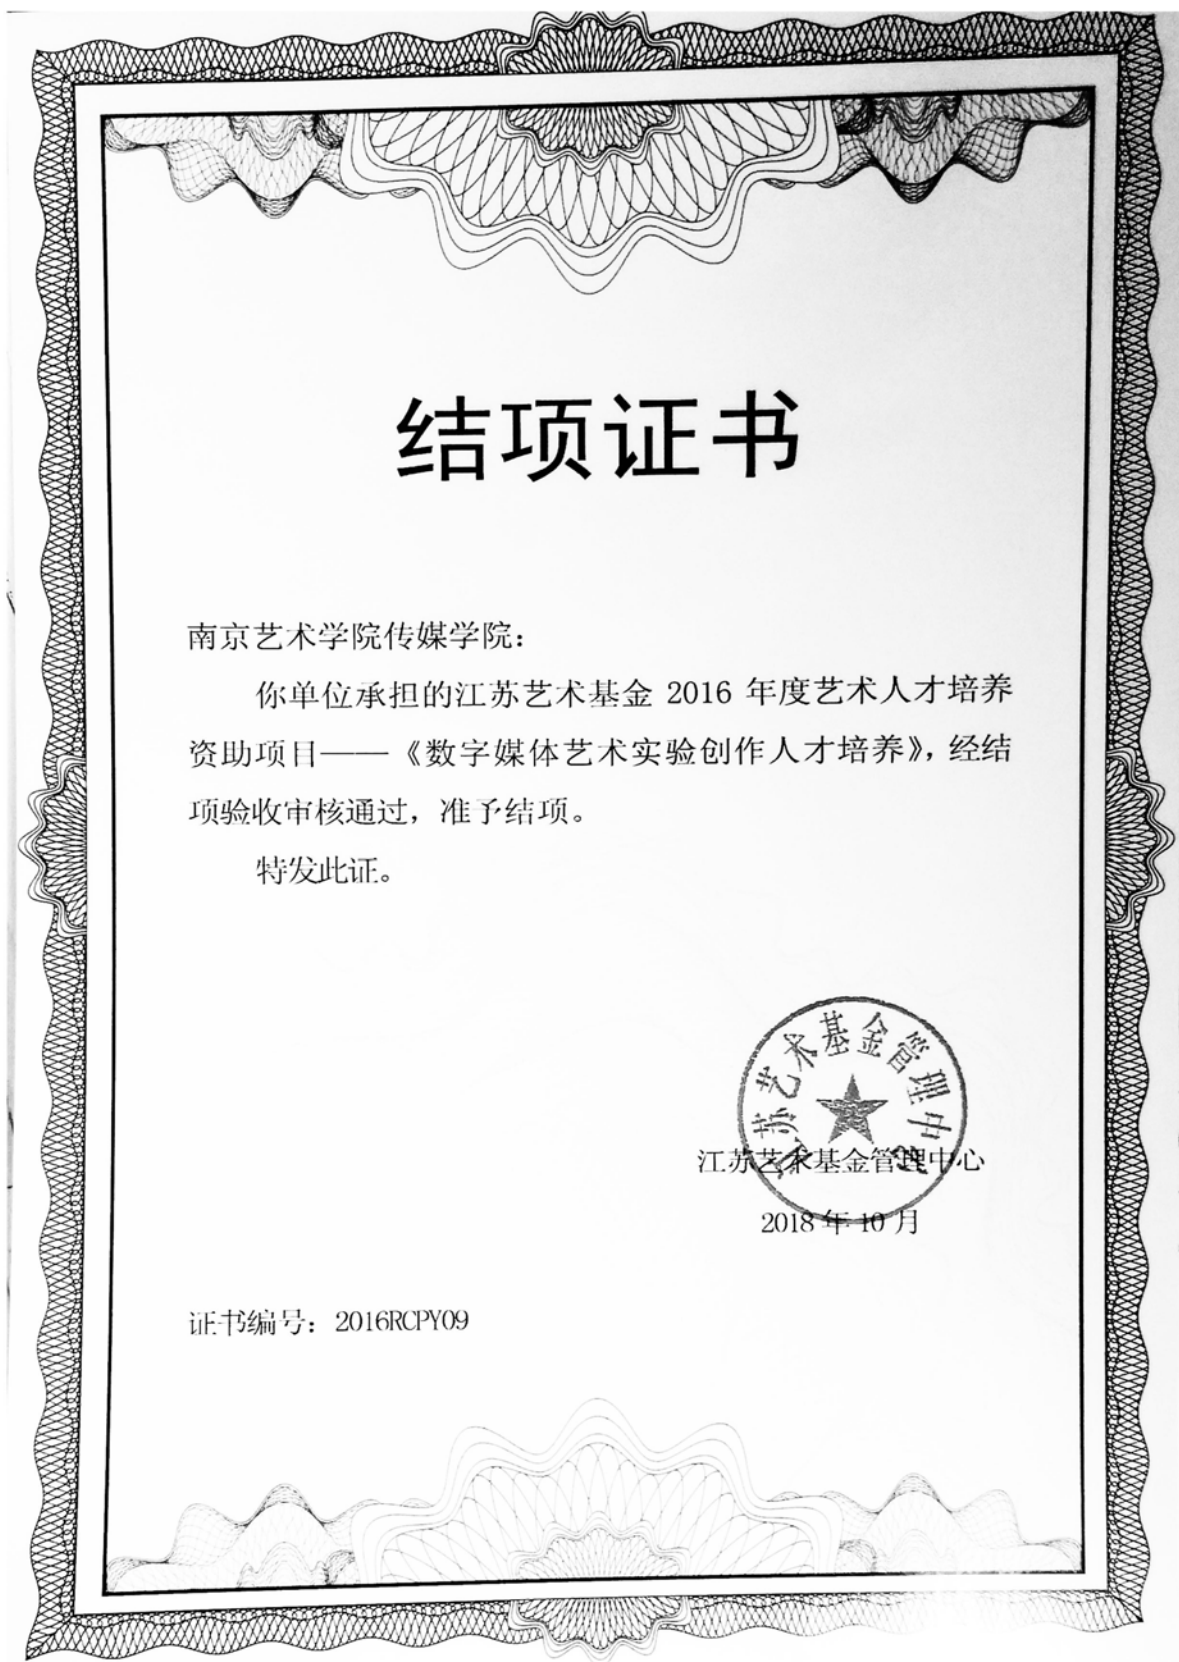 结项证书
南京艺术学院传媒学院：
你单位承担的江苏艺术基金 2016 年度艺术人才培养
资助项目——《数字媒体艺术实验创作人才培养》，经结
项验收审核通过，准予结项。
特发此证。
江苏艺术基金管理中心
江苏艺术基金管理中心
2018 年 10 月
证书编号：2016RCPY09